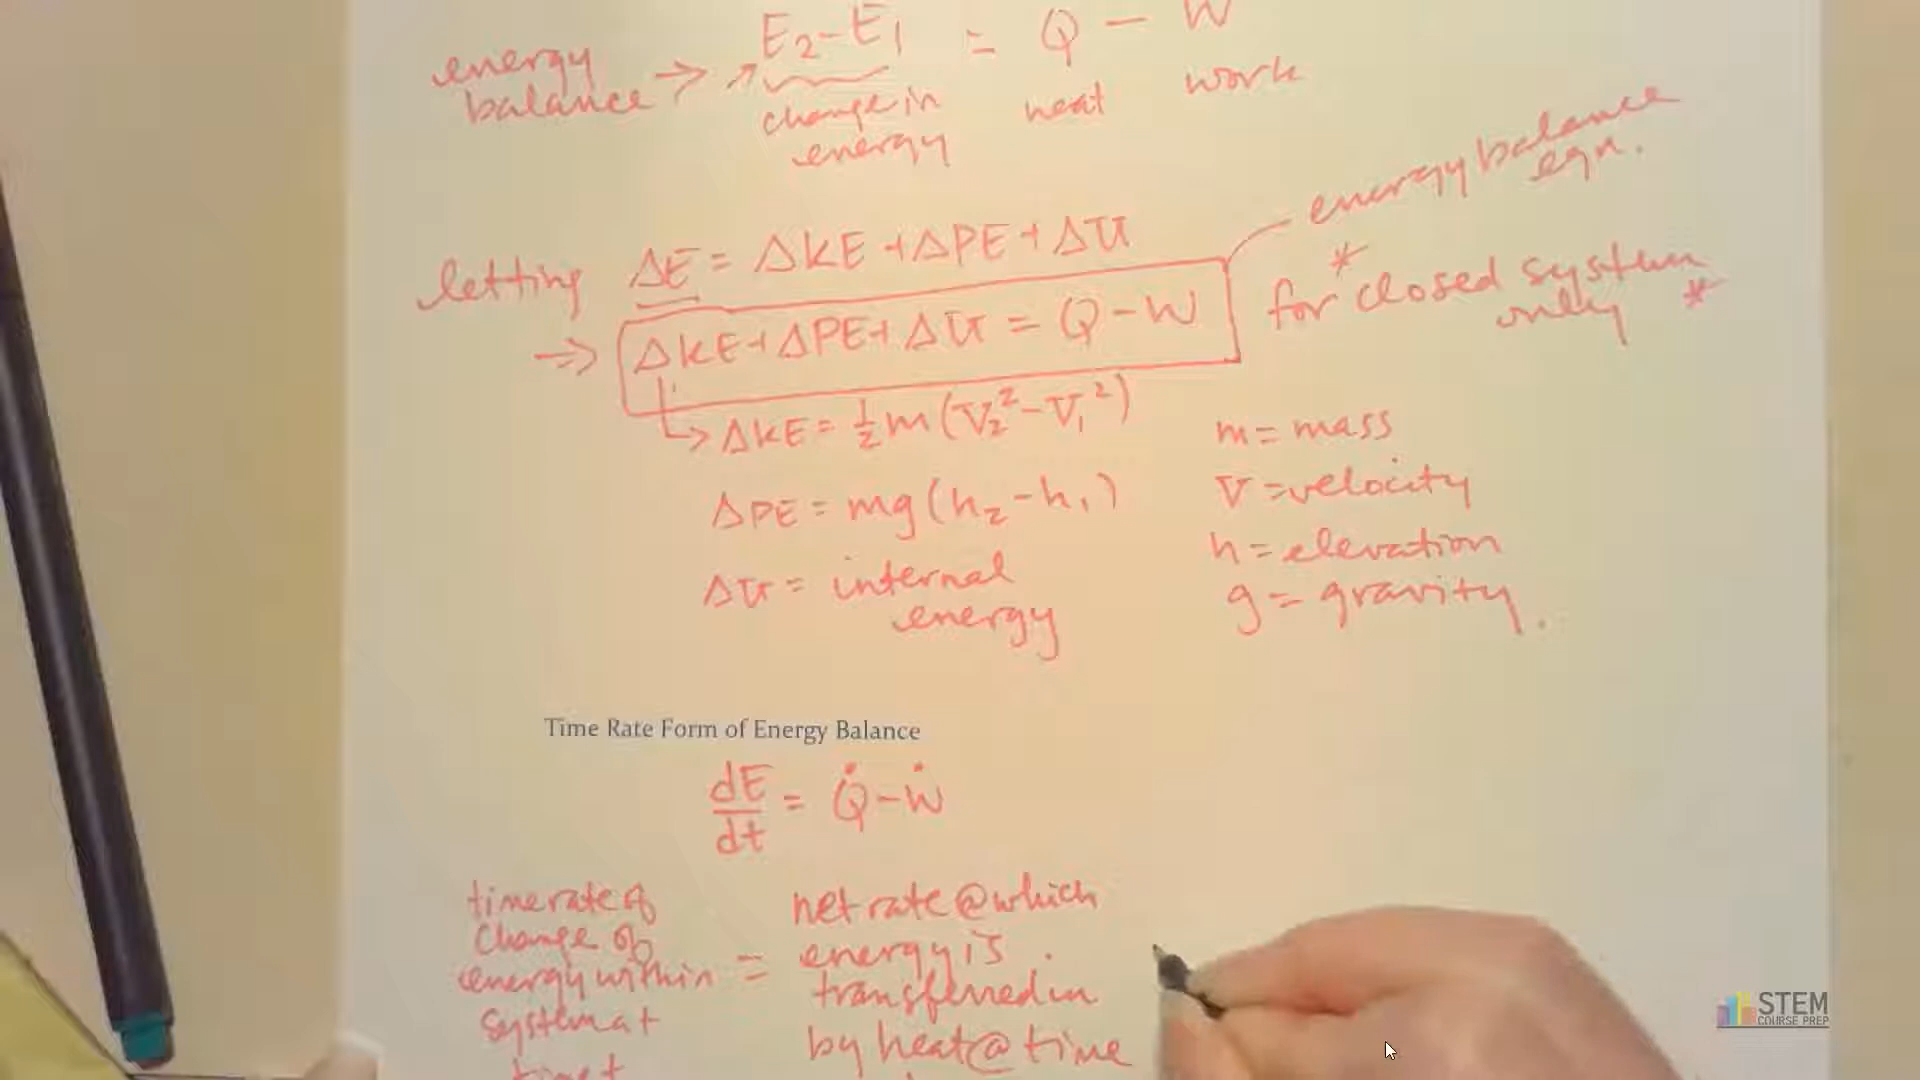 E₂-E₁ = Q - W
energy balance → change in energy heat work
energy balance eqn.
letting ΔE = ΔKE + ΔPE + ΔU
* for closed system only *
⇒ ΔKE + ΔPE + ΔU = Q - W
↳ ΔKE = ½ m (V₂² - V₁²)
m = mass
ΔPE = mg (h₂ - h₁)
V = velocity
ΔU = internal energy
h = elevation
g = gravity.
Time Rate Form of Energy Balance
dE/dt = Q̇ - Ẇ
time rate of
change of
energy within
system at
time t
=
net rate @ which
energy is
transferred in
by heat @ time
STEM
COURSE PREP